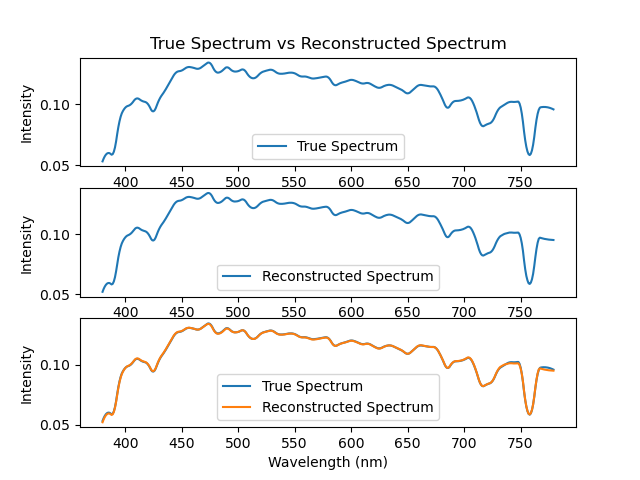 True Spectrum vs Reconstructed Spectrum
0.10
Intensity
True Spectrum
0.05
400 450 500 550 600 650 700 750
0.10
Intensity
Reconstructed Spectrum
0.05
400 450 500 550 600 650 700 750
0.10
Intensity
True Spectrum
Reconstructed Spectrum
0.05
400 450 500 550 600 650 700 750
Wavelength (nm)